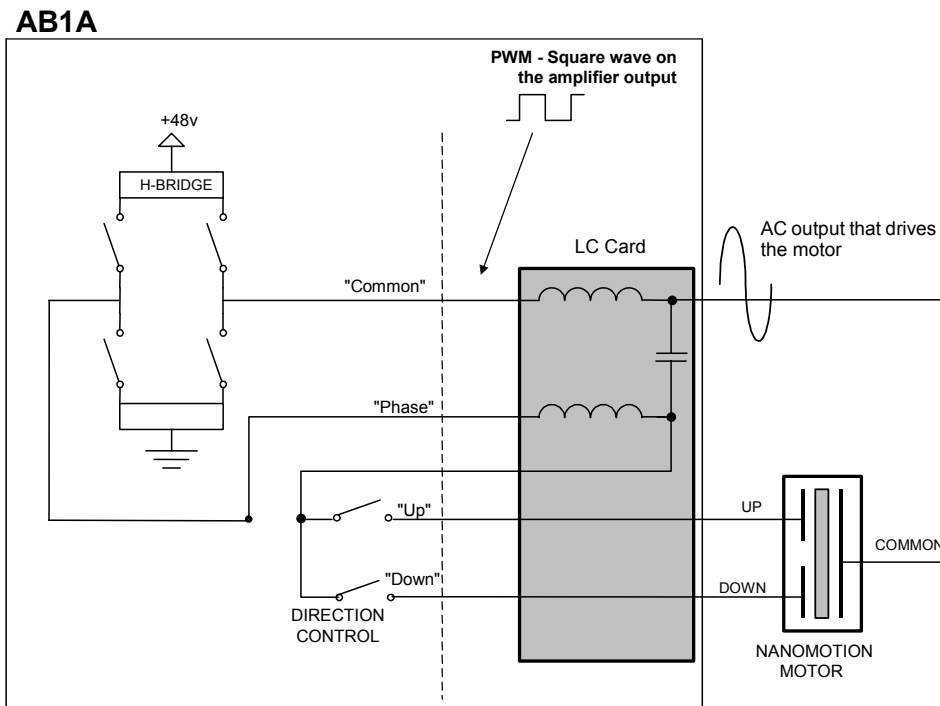 AB1A
PWM - Square wave on
the amplifier output
+48v
H-BRIDGE
AC output that drives
the motor
LC Card
"Common"
"Phase"
"Up"
UP
COMMON
"Down"
DOWN
DIRECTION
CONTROL
NANOMOTION
MOTOR